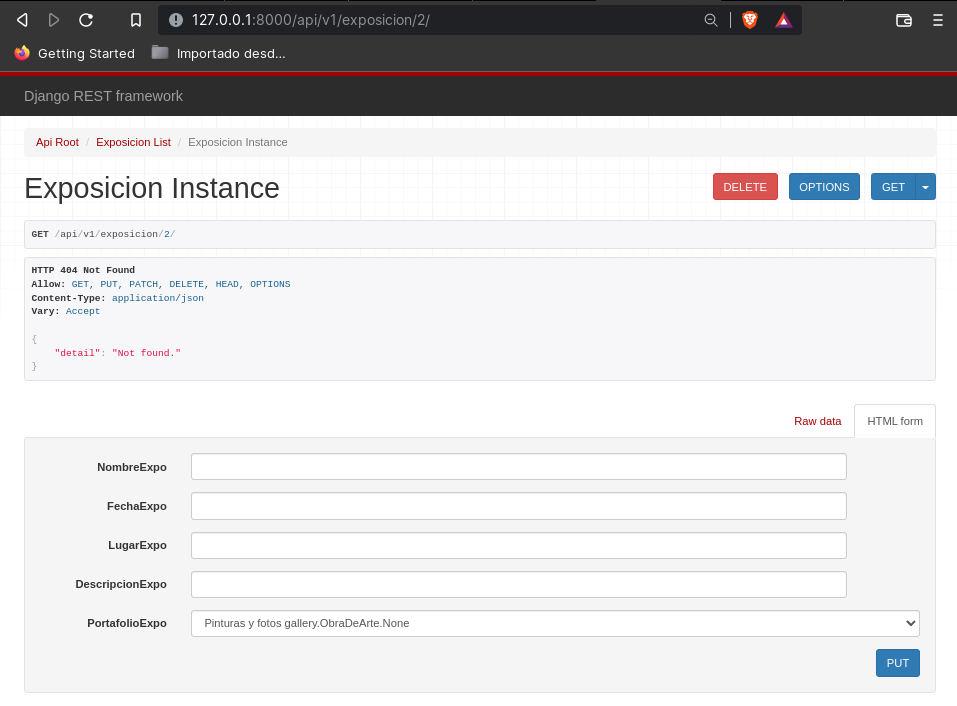 127.0.0.1:8000/api/v1/exposicion/2/
Getting Started Importado desd...
Django REST framework
Api Root / Exposicion List / Exposicion Instance
Exposicion Instance
DELETE OPTIONS GET
GET /api/v1/exposicion/2/
HTTP 404 Not Found
Allow: GET, PUT, PATCH, DELETE, HEAD, OPTIONS
Content-Type: application/json
Vary: Accept
{
"detail": "Not found."
}
Raw data HTML form
NombreExpo
FechaExpo
LugarExpo
DescripcionExpo
PortafolioExpo Pinturas y fotos gallery.ObraDeArte.None
PUT